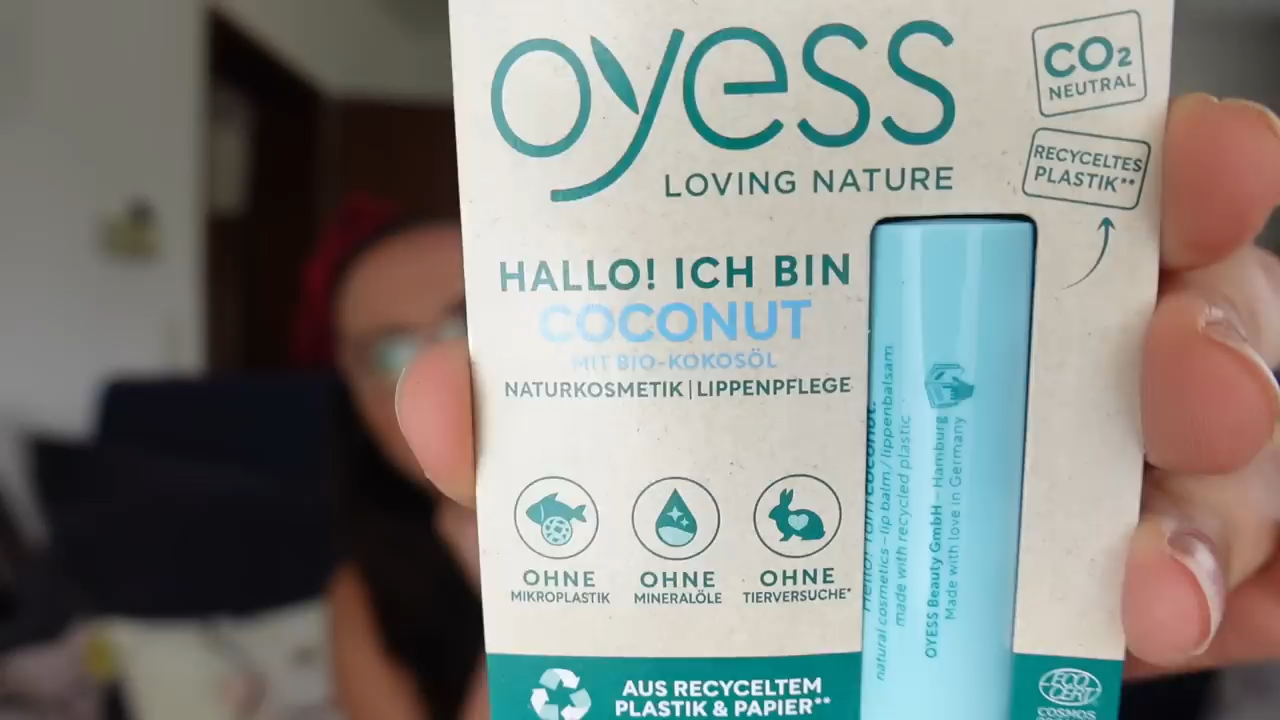 oyess
LOVING NATURE
CO2
NEUTRAL
RECYCELTES
PLASTIK**
HALLO! ICH BIN
COCONUT
MIT BIO-KOKOSÖL
NATURKOSMETIK | LIPPENPFLEGE
OHNE
MIKROPLASTIK
OHNE
MINERALÖLE
OHNE
TIERVERSUCHE*
AUS RECYCELTEM
PLASTIK & PAPIER**
Hello! I'm coconut.
natural cosmetics – lip balm / lippenbalsam
made with recycled plastic
OYESS Beauty GmbH – Hamburg
Made with love in Germany
ECO
CERT
COSMOS